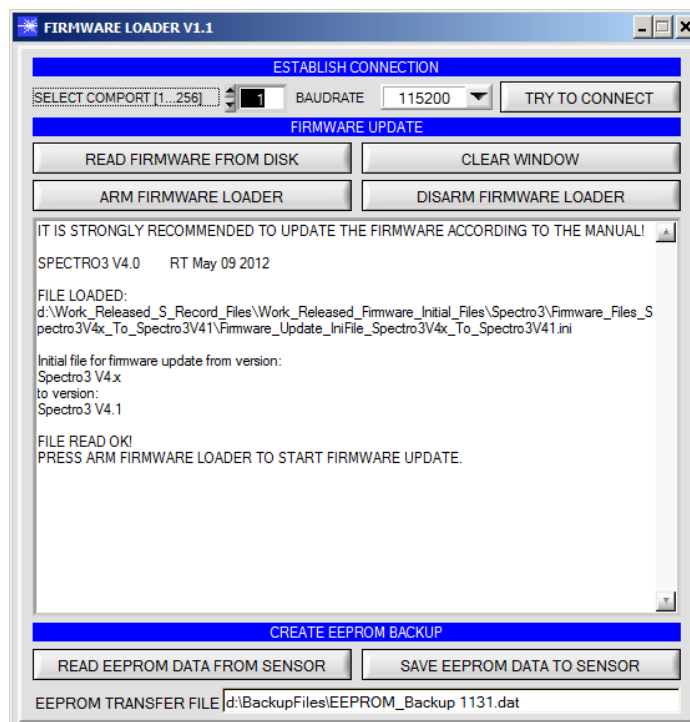 FIRMWARE LOADER V1.1
ESTABLISH CONNECTION
SELECT COMPORT [1...256] 1 BAUDRATE 115200 TRY TO CONNECT
FIRMWARE UPDATE
READ FIRMWARE FROM DISK CLEAR WINDOW
ARM FIRMWARE LOADER DISARM FIRMWARE LOADER
IT IS STRONGLY RECOMMENDED TO UPDATE THE FIRMWARE ACCORDING TO THE MANUAL!
SPECTRO3 V4.0 RT May 09 2012
FILE LOADED:
d:\Work_Released_S_Record_Files\Work_Released_Firmware_Initial_Files\Spectro3\Firmware_Files_S
pectro3V4x_To_Spectro3V41\Firmware_Update_IniFile_Spectro3V4x_To_Spectro3V41.ini
Initial file for firmware update from version:
Spectro3 V4.x
to version:
Spectro3 V4.1
FILE READ OK!
PRESS ARM FIRMWARE LOADER TO START FIRMWARE UPDATE.
CREATE EEPROM BACKUP
READ EEPROM DATA FROM SENSOR SAVE EEPROM DATA TO SENSOR
EEPROM TRANSFER FILE d:\BackupFiles\EEPROM_Backup 1131.dat